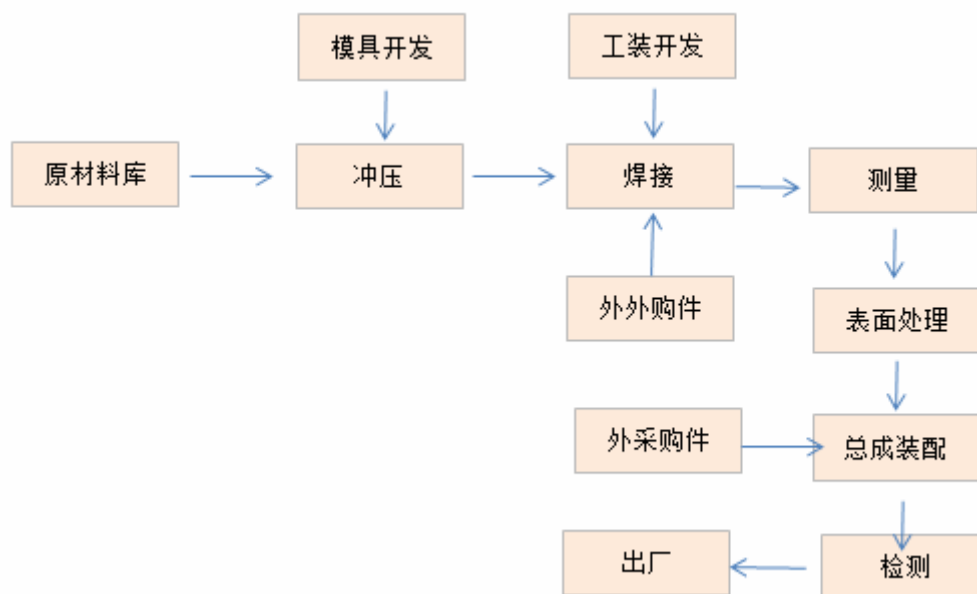 模具开发
工装开发
原材料库
冲压
焊接
测量
外外购件
表面处理
外采购件
总成装配
出厂
检测